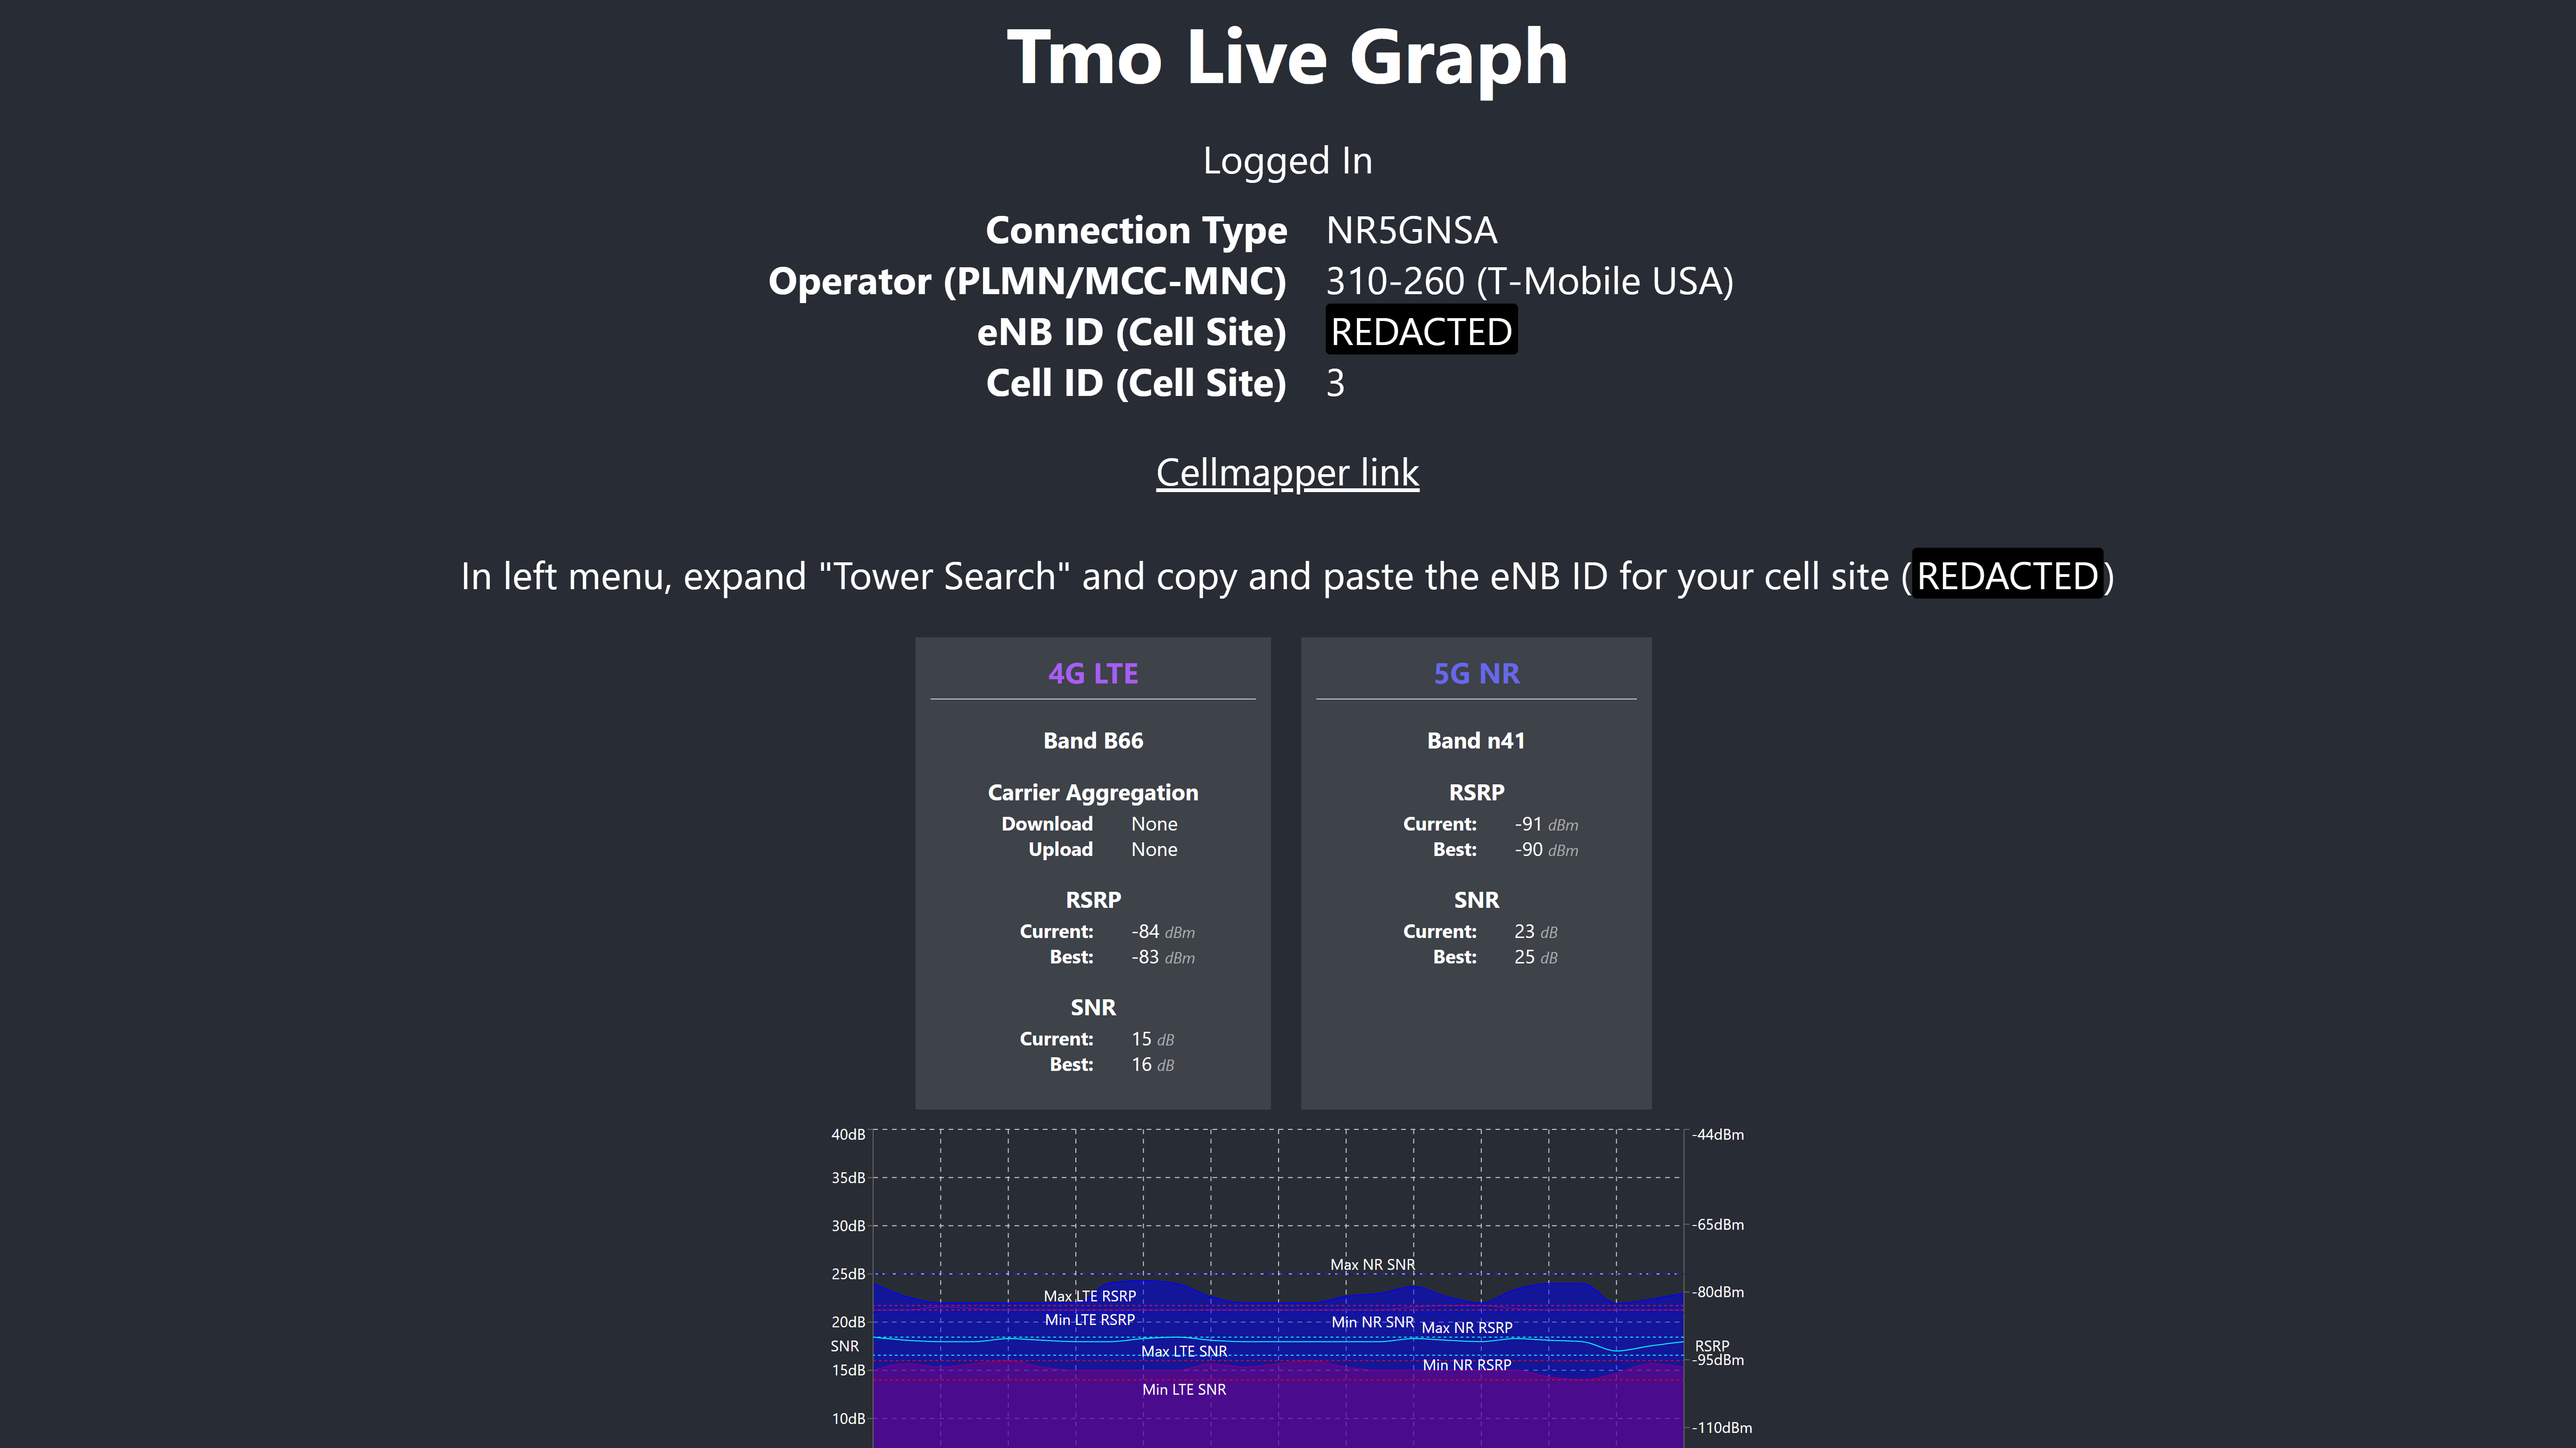 Tmo Live Graph
Logged In
Connection Type NR5GNSA
Operator (PLMN/MCC-MNC) 310-260 (T-Mobile USA)
eNB ID (Cell Site) REDACTED
Cell ID (Cell Site) 3
Cellmapper link
In left menu, expand "Tower Search" and copy and paste the eNB ID for your cell site (REDACTED)
4G LTE
Band B66
Carrier Aggregation
Download None
Upload None
RSRP
Current: -84 dBm
Best: -83 dBm
SNR
Current: 15 dB
Best: 16 dB
5G NR
Band n41
RSRP
Current: -91 dBm
Best: -90 dBm
SNR
Current: 23 dB
Best: 25 dB
40dB
35dB
30dB
25dB
20dB
SNR
15dB
10dB
Max NR SNR
Max LTE RSRP
Min LTE RSRP
Min NR SNR
Max NR RSRP
Max LTE SNR
Min NR RSRP
Min LTE SNR
-44dBm
-65dBm
-80dBm
RSRP
-95dBm
-110dBm